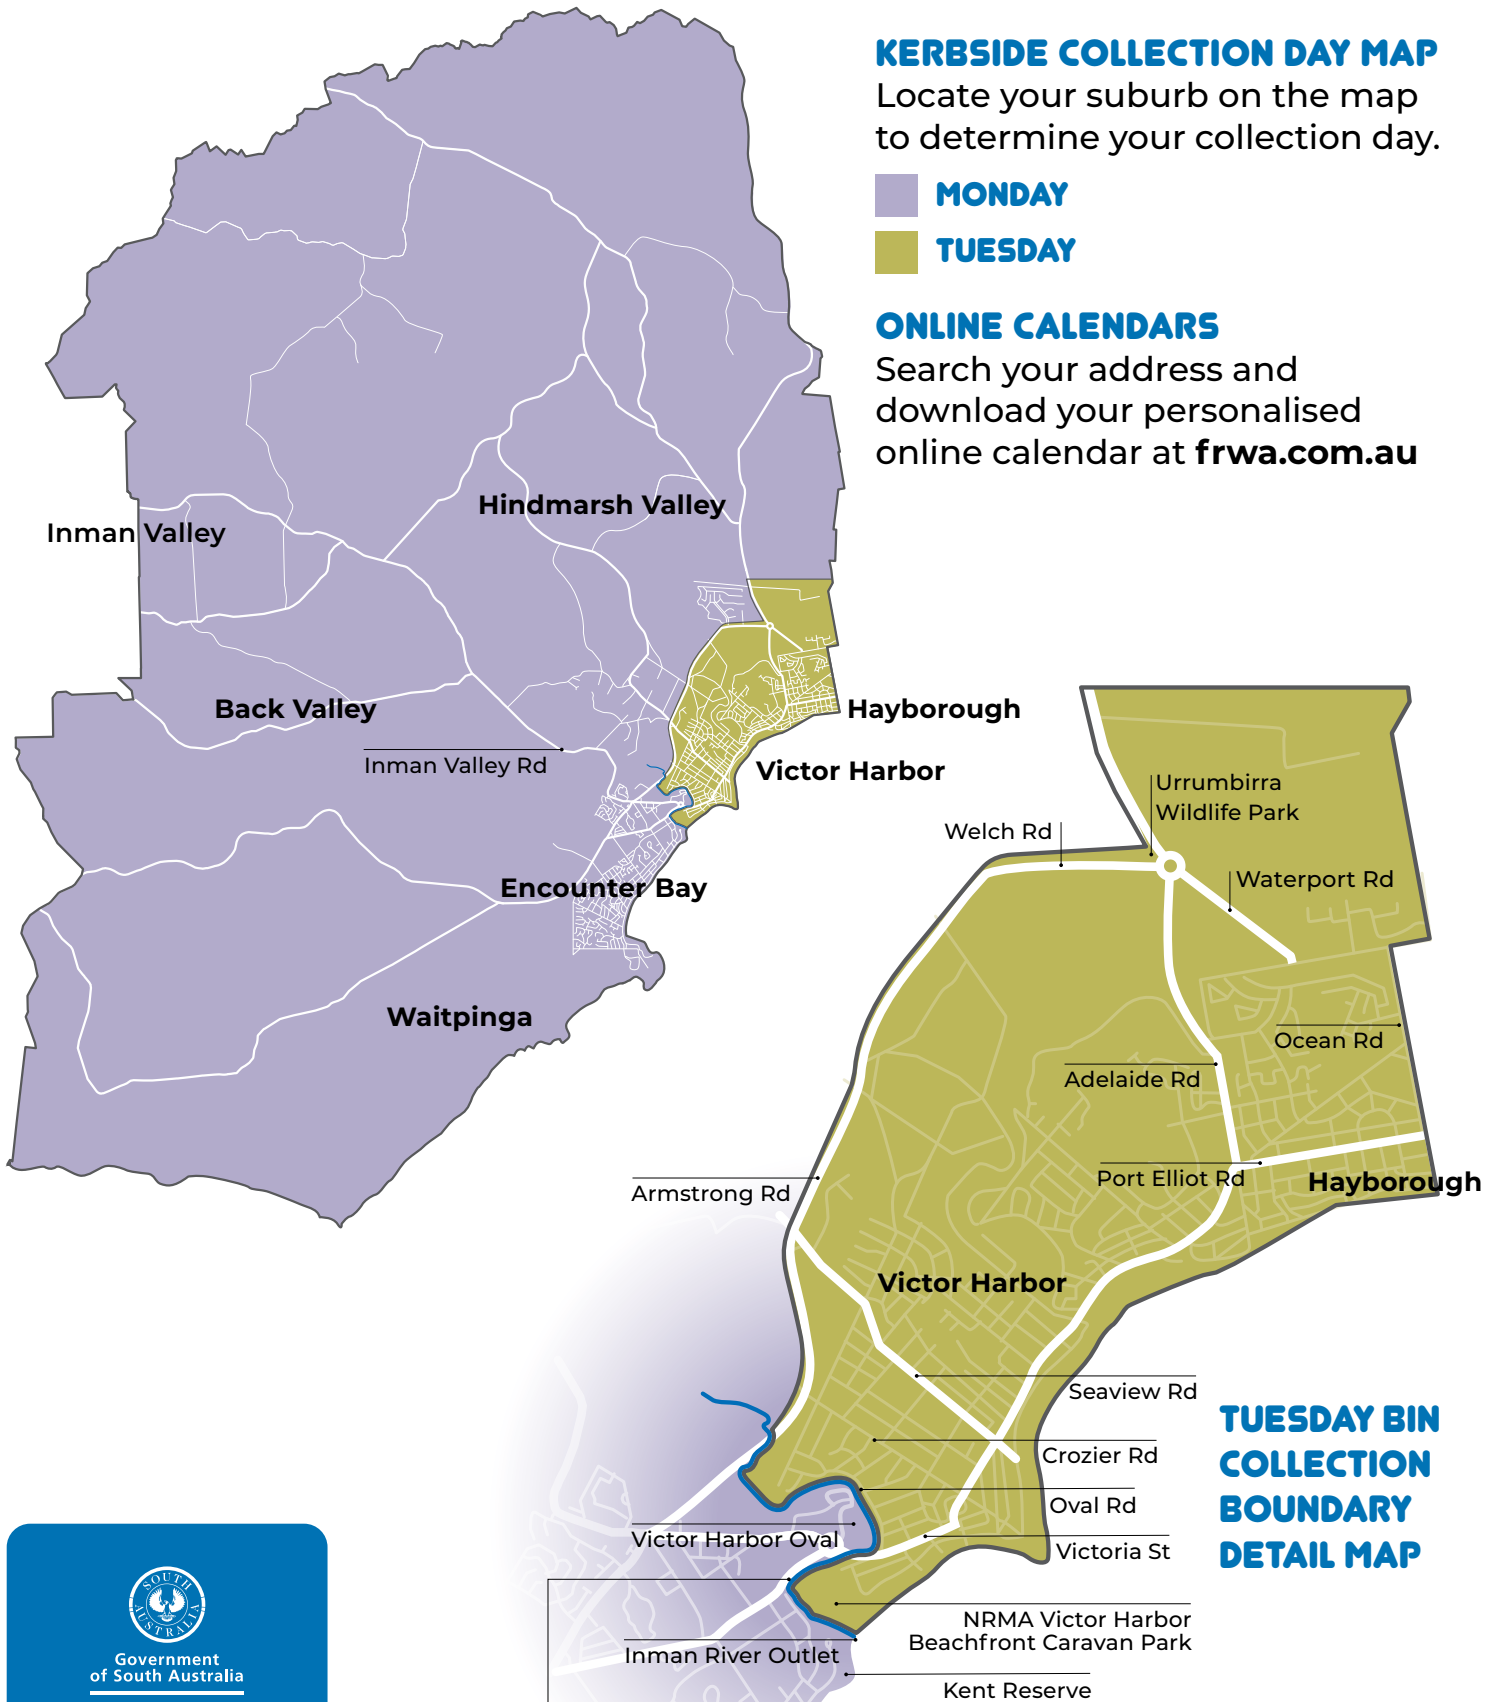 KERBSIDE COLLECTION DAY MAP
Locate your suburb on the map
to determine your collection day.
MONDAY
TUESDAY
ONLINE CALENDARS
Search your address and
download your personalised
online calendar at frwa.com.au
Hindmarsh Valley
Inman Valley
Back Valley
Inman Valley Rd
Hayborough
Victor Harbor
Encounter Bay
Waitpinga
Urrumbirra
Wildlife Park
Welch Rd
Waterport Rd
Ocean Rd
Adelaide Rd
Port Elliot Rd
Hayborough
Armstrong Rd
Victor Harbor
Seaview Rd
Crozier Rd
Oval Rd
Victor Harbor Oval
Victoria St
NRMA Victor Harbor
Beachfront Caravan Park
Inman River Outlet
Kent Reserve
TUESDAY BIN
COLLECTION
BOUNDARY
DETAIL MAP
SOUTH
AUSTRALIA
Government
of South Australia